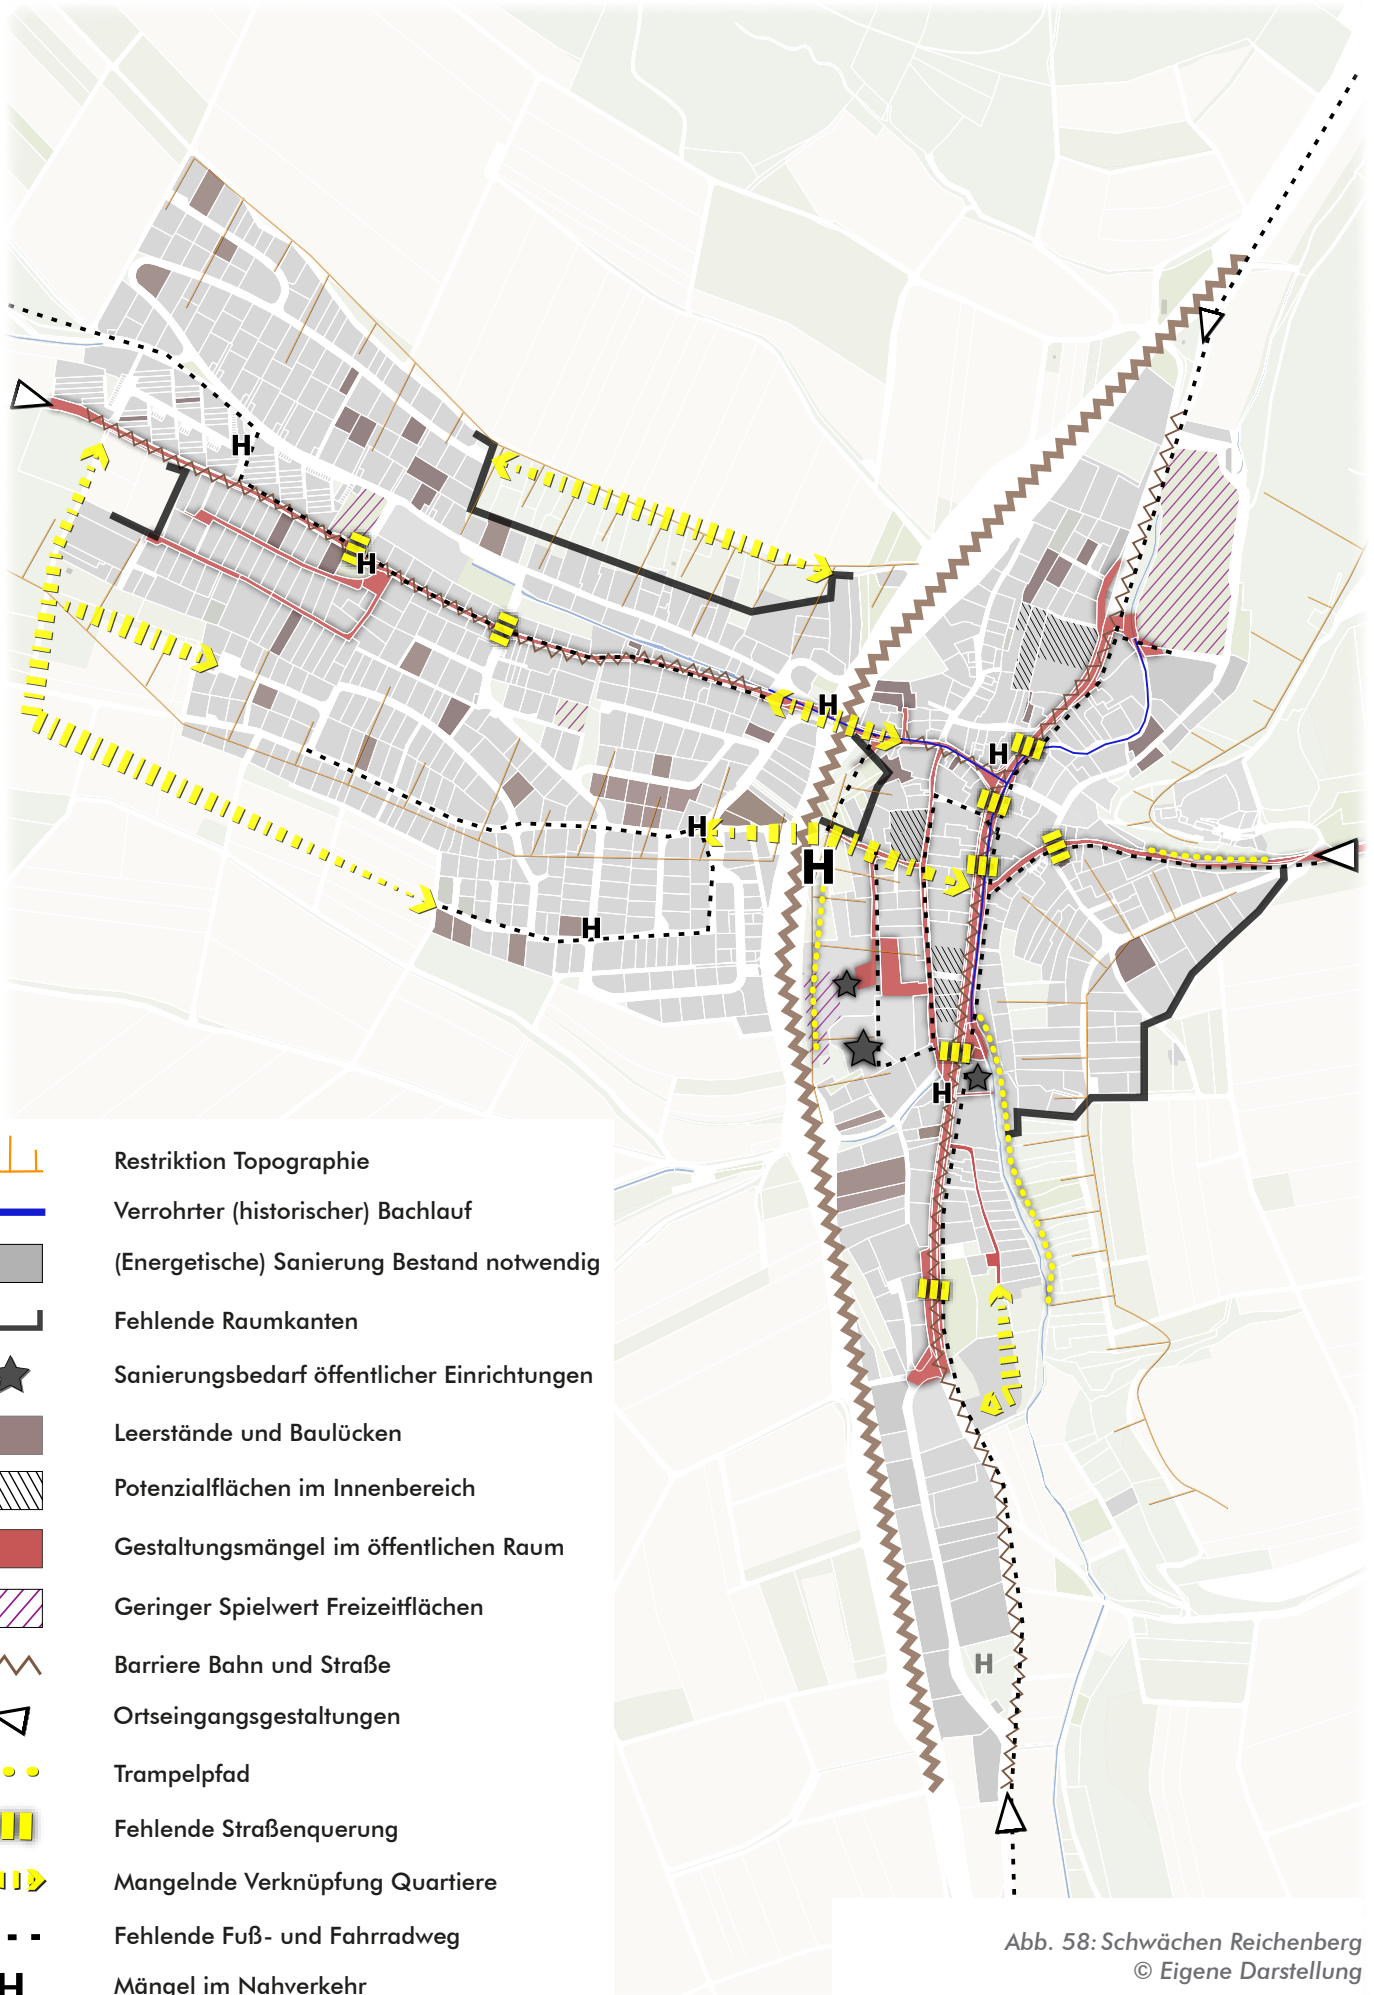 H
H
H
H
H
H
H
H
H
Restriktion Topographie
Verrohrter (historischer) Bachlauf
(Energetische) Sanierung Bestand notwendig
Fehlende Raumkanten
Sanierungsbedarf öffentlicher Einrichtungen
Leerstände und Baulücken
Potenzialflächen im Innenbereich
Gestaltungsmängel im öffentlichen Raum
Geringer Spielwert Freizeitflächen
Barriere Bahn und Straße
Ortseingangsgestaltungen
Trampelpfad
Fehlende Straßenquerung
Mangelnde Verknüpfung Quartiere
Fehlende Fuß- und Fahrradweg
H Mängel im Nahverkehr
Abb. 58: Schwächen Reichenberg
© Eigene Darstellung